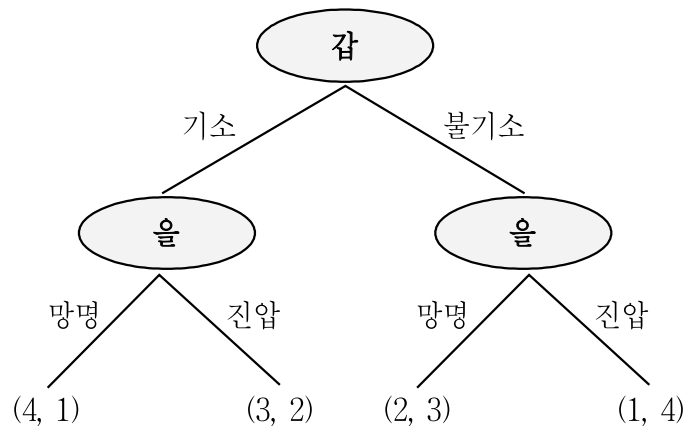 갑
기소 불기소
을 을
망명 진압 망명 진압
(4, 1) (3, 2) (2, 3) (1, 4)